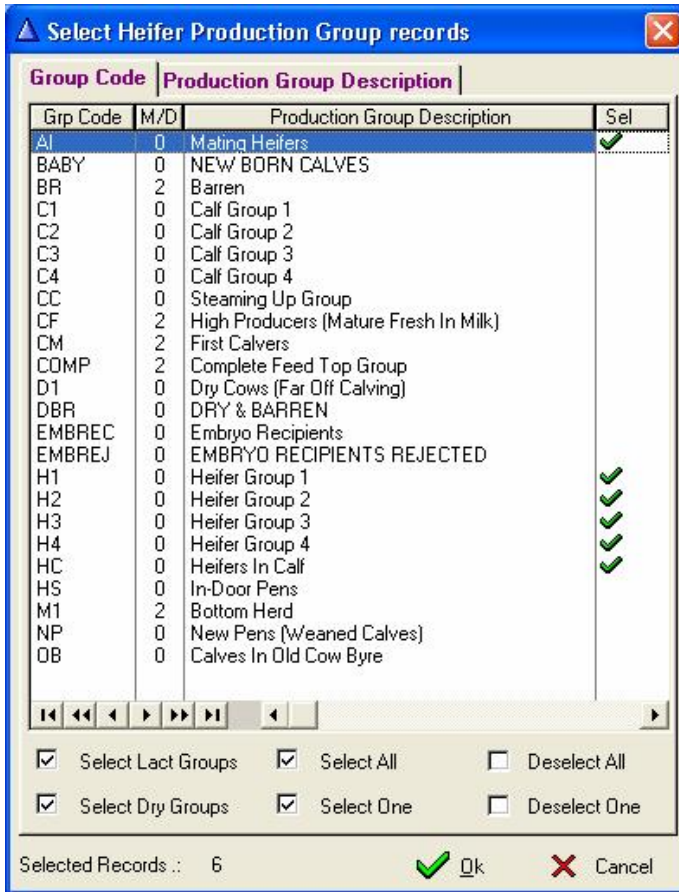 Select Heifer Production Group records
Group Code Production Group Description
Grp Code M/D Production Group Description Sel
AI 0 Mating Heifers
BABY 0 NEW BORN CALVES
BR 2 Barren
C1 0 Calf Group 1
C2 0 Calf Group 2
C3 0 Calf Group 3
C4 0 Calf Group 4
CC 0 Steaming Up Group
CF 2 High Producers (Mature Fresh In Milk)
CM 2 First Calvers
COMP 2 Complete Feed Top Group
D1 0 Dry Cows (Far Off Calving)
DBR 0 DRY & BARREN
EMBREC 0 Embryo Recipients
EMBREJ 0 EMBRYO RECIPIENTS REJECTED
H1 0 Heifer Group 1
H2 0 Heifer Group 2
H3 0 Heifer Group 3
H4 0 Heifer Group 4
HC 0 Heifers In Calf
HS 0 In-Door Pens
M1 2 Bottom Herd
NP 0 New Pens (Weaned Calves)
OB 0 Calves In Old Cow Byre
Select Lact Groups Select All Deselect All
Select Dry Groups Select One Deselect One
Selected Records .: 6 Ok Cancel